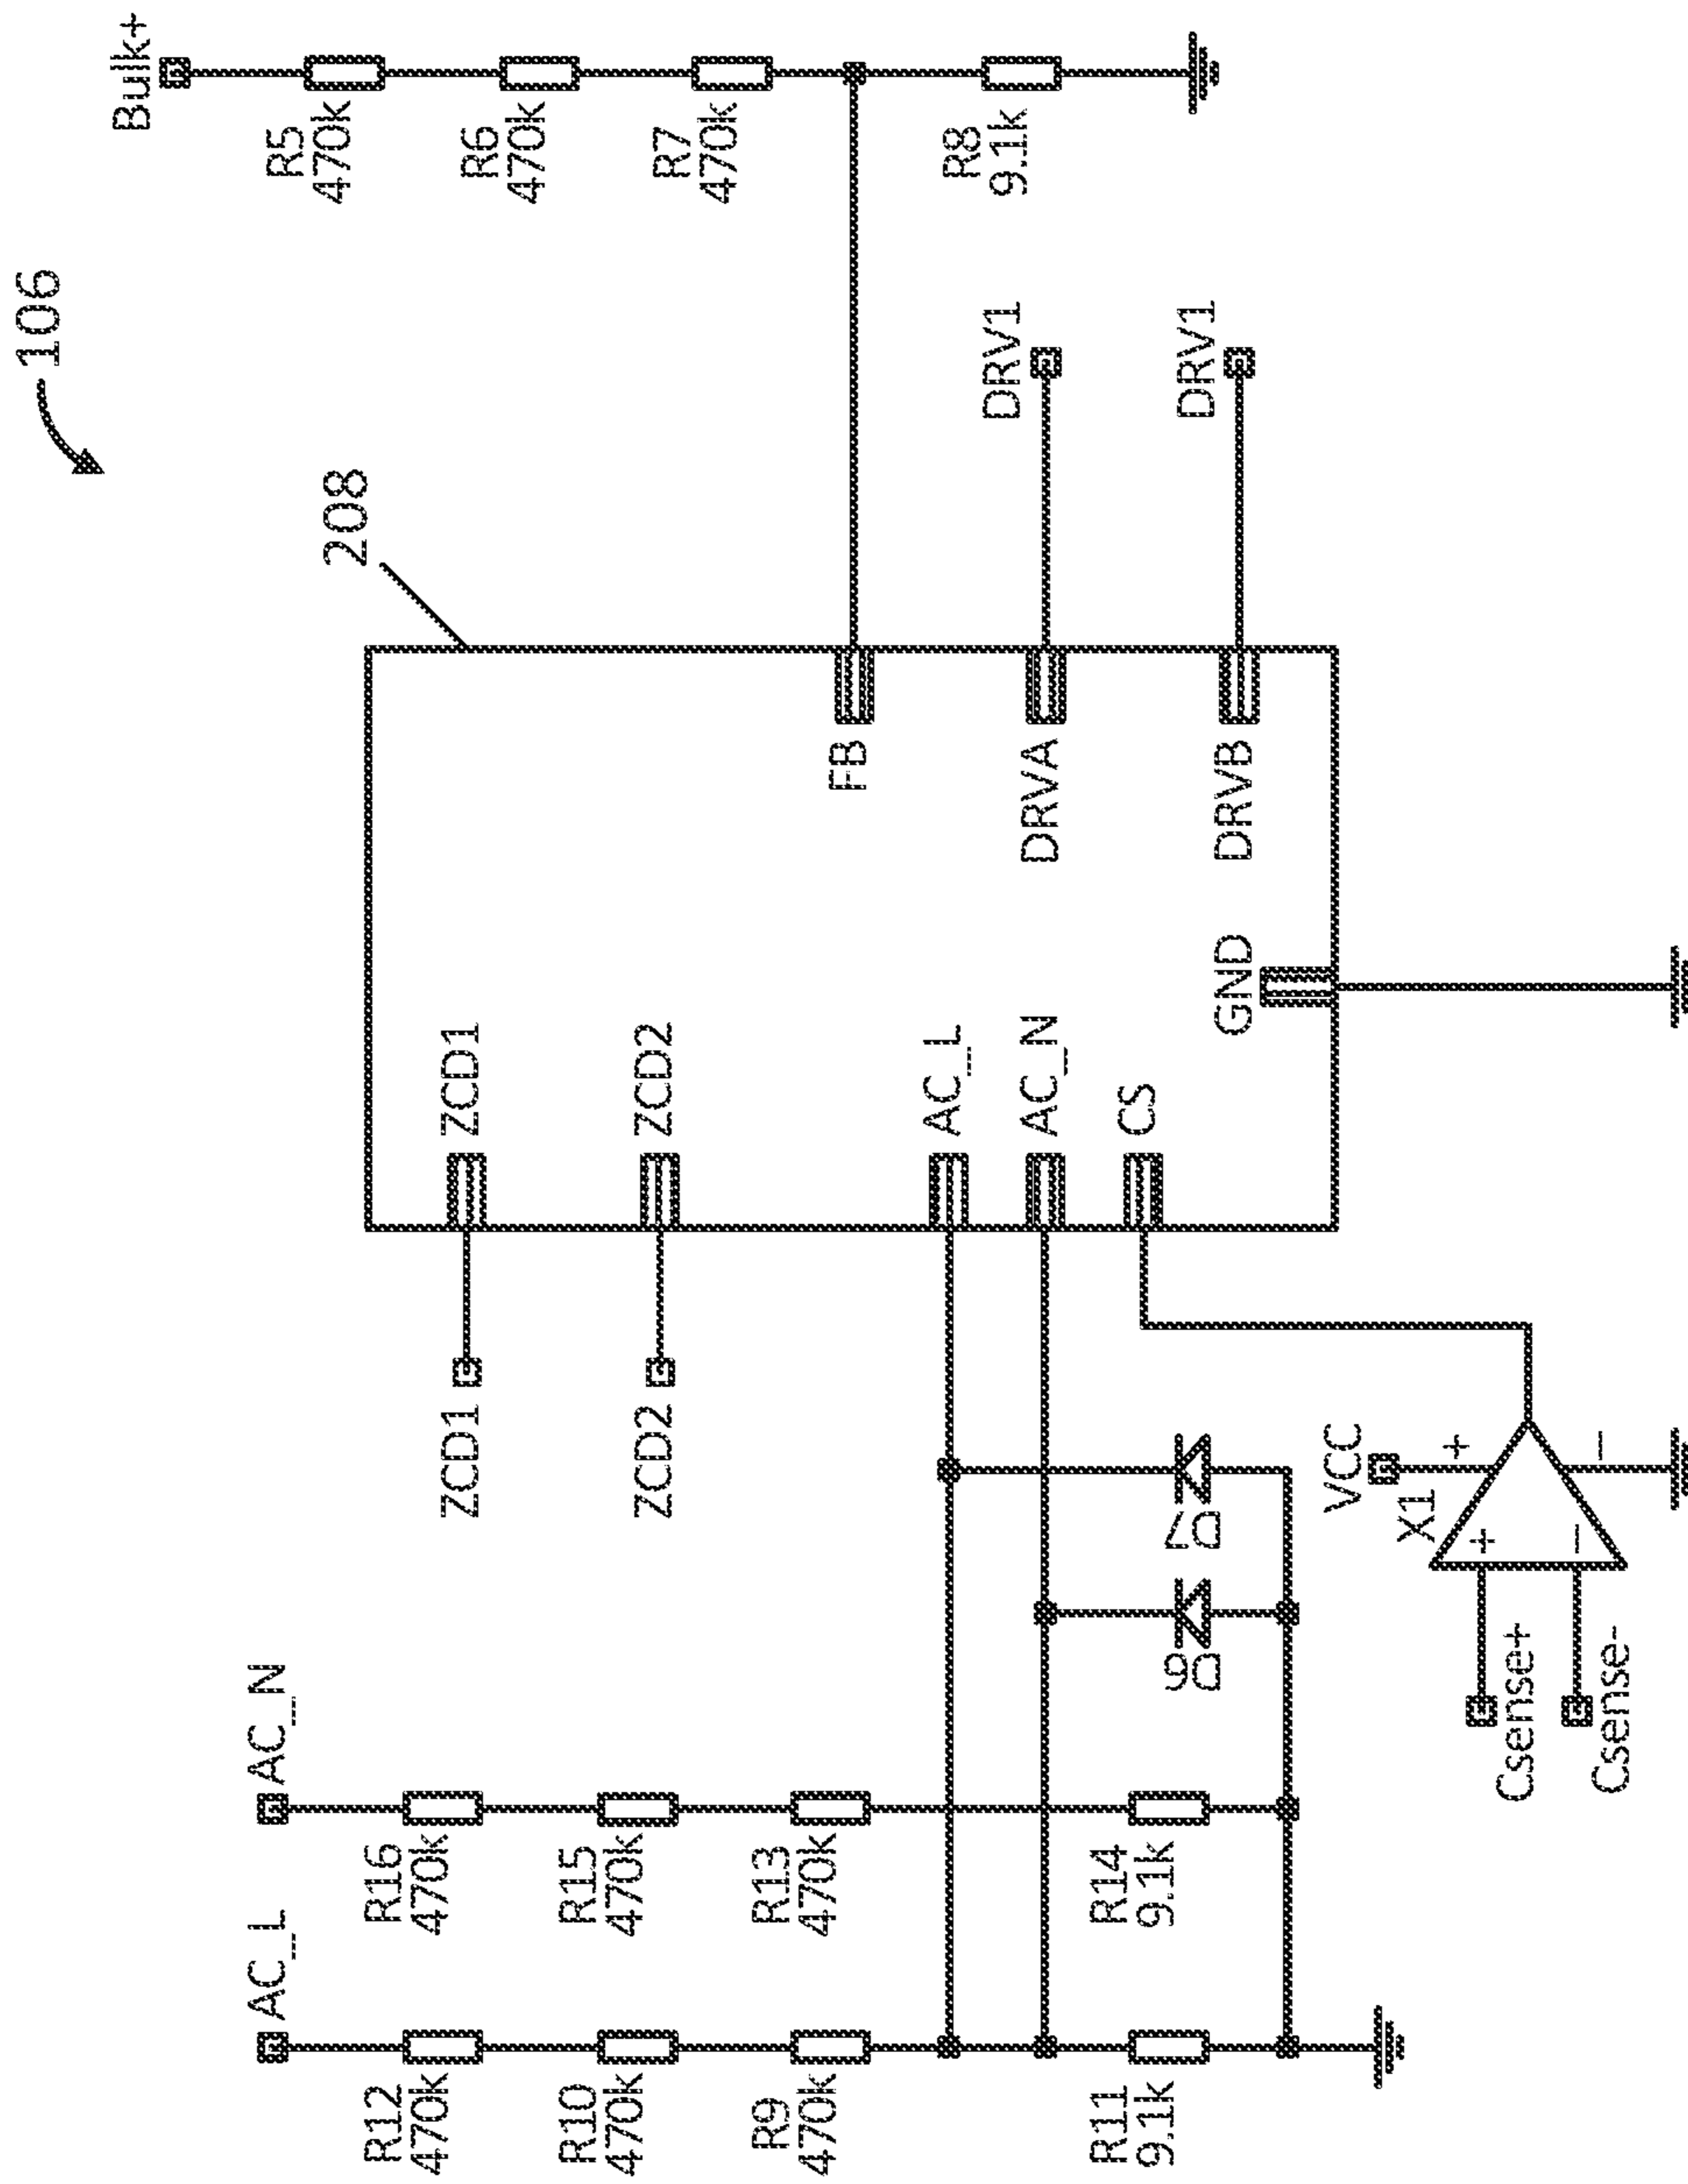 106
208
Bulk+
R5
470k
R6
470k
R7
470k
R8
9.1k
AC_L
AC_N
R12
470k
R16
470k
R10
470k
R15
470k
R9
470k
R13
470k
R11
9.1k
R14
9.1k
ZCD1
ZCD1
ZCD2
ZCD2
AC_L
AC_N
CS
GND
FB
DRVA
DRV1
DRVB
DRV1
D6
D7
VCC
X1
+
+
−
−
Csense+
Csense-